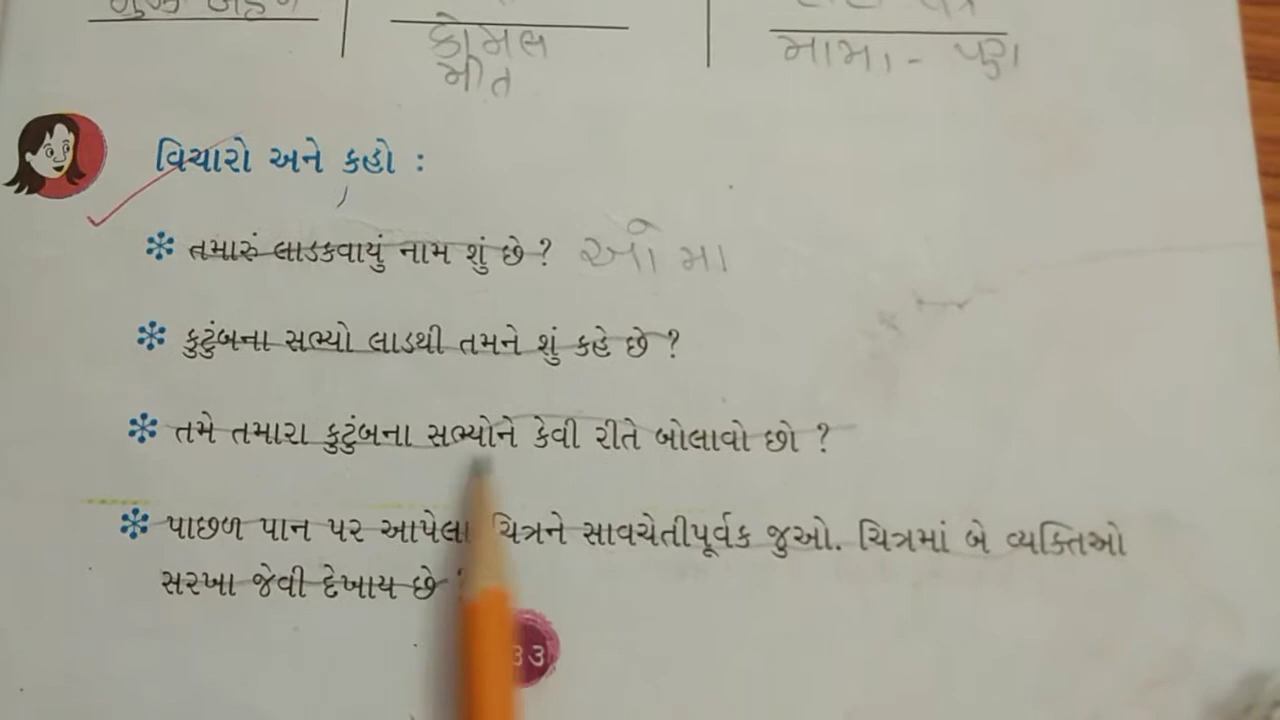 કોમલ
મીત
મામા - પણ
વિચારો અને કહો :
તમારું લાડકવાયું નામ શું છે ? ઓમા
કુટુંબના સભ્યો લાડથી તમને શું કહે છે ?
તમે તમારા કુટુંબના સભ્યોને કેવી રીતે બોલાવો છો ?
પાછળ પાન પર આપેલા ચિત્રને સાવચેતીપૂર્વક જુઓ. ચિત્રમાં બે વ્યક્તિઓ
સરખા જેવી દેખાય છે
33